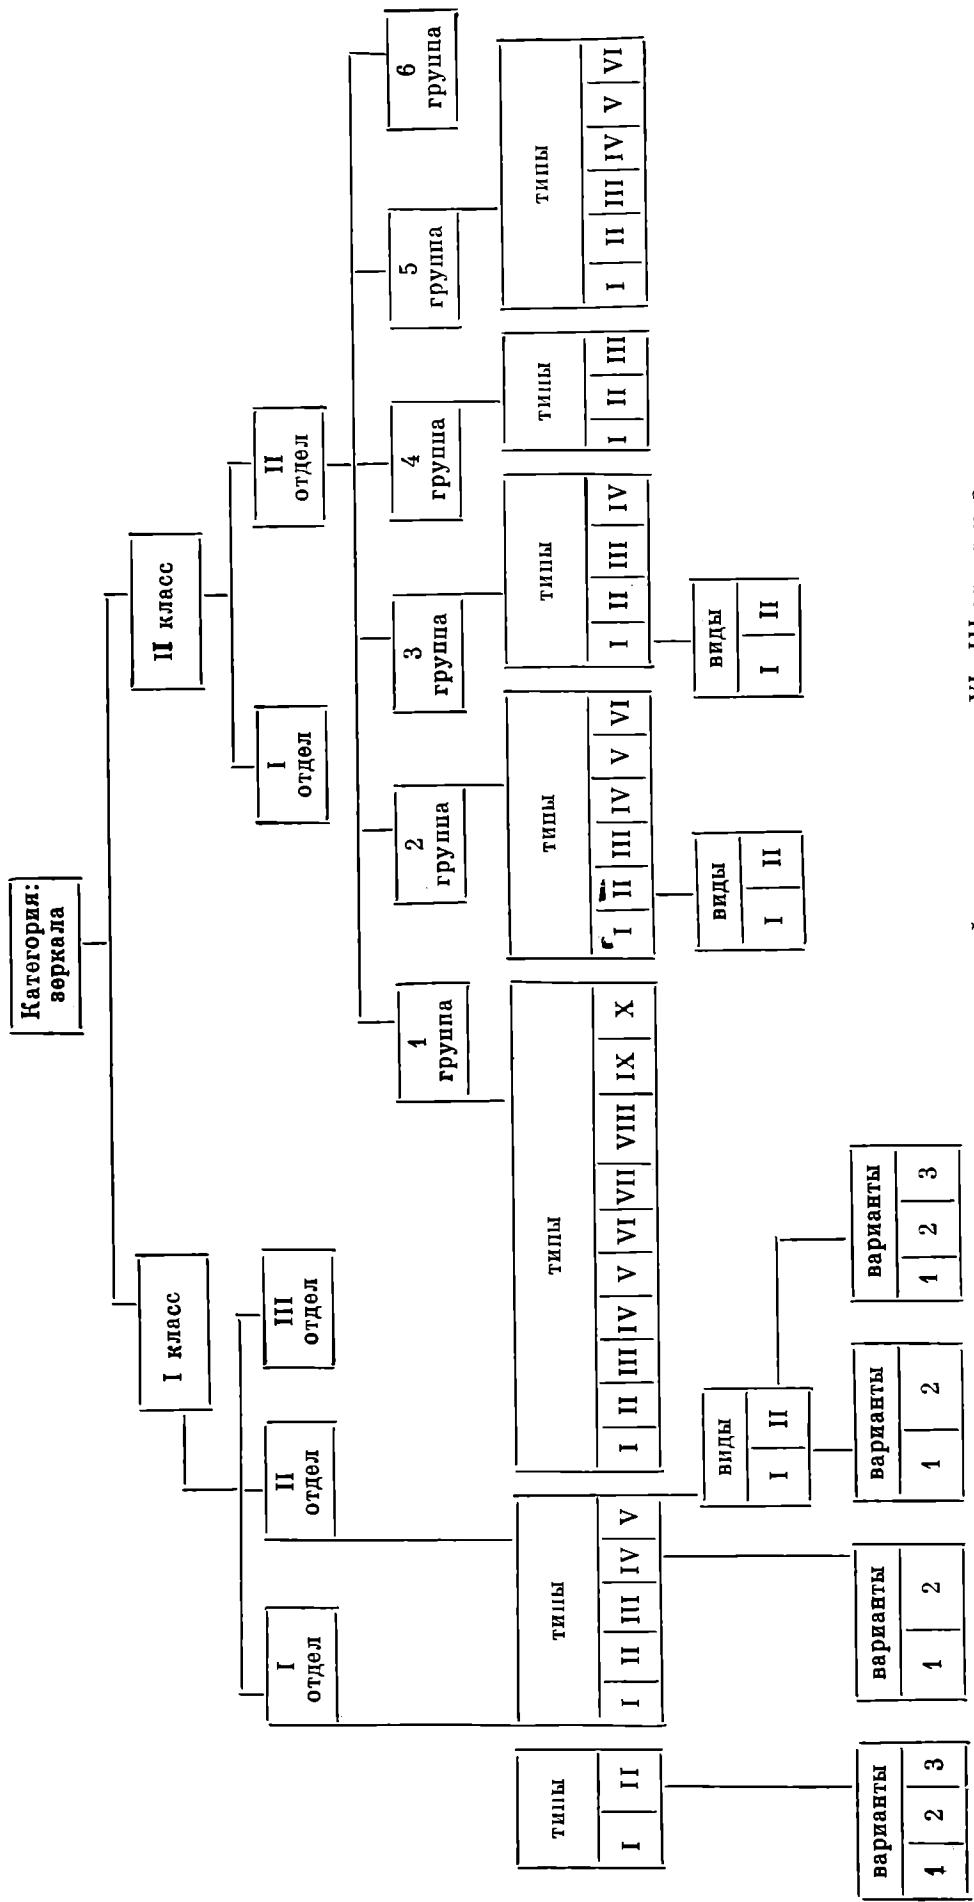 Категория:
зеркала
I класс
II класс
I
отдел
II
отдел
III
отдел
I
отдел
II
отдел
1
группа
2
группа
3
группа
4
группа
5
группа
6
группа
типы
I II
типы
I II III IV V
типы
I II III IV V VI VII VIII IX X
типы
I II III IV V VI
типы
I II III IV
типы
I II III
типы
I II III IV V VI
виды
I II
виды
I II
виды
I II
варианты
1 2 3
варианты
1 2
варианты
1 2
варианты
1 2 3